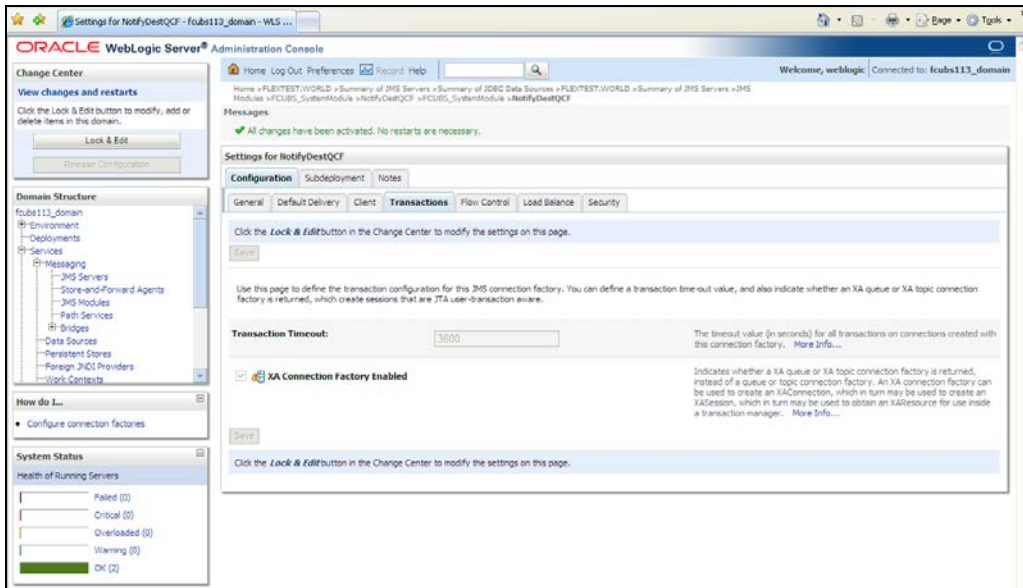 Settings for NotifyDestQCF - fcubs113_domain - WLS ...
Page
Tools
ORACLE WebLogic Server® Administration Console
Change Center
View changes and restarts
Click the Lock & Edit button to modify, add or
delete items in this domain.
Lock & Edit
Release Configuration
Domain Structure
fcubs113_domain
Environment
Deployments
Services
Messaging
JMS Servers
Store-and-Forward Agents
JMS Modules
Path Services
Bridges
Data Sources
Persistent Stores
Foreign JNDI Providers
Work Contexts
How do I...
Configure connection factories
System Status
Health of Running Servers
Failed (0)
Critical (0)
Overloaded (0)
Warning (0)
OK (2)
Home Log Out Preferences Record Help
Welcome, weblogic Connected to: fcubs113_domain
Home >FLEXTEST.WORLD >Summary of JMS Servers >Summary of JDBC Data Sources >FLEXTEST.WORLD >Summary of JMS Servers >JMS
Modules >FCUBS_SystemModule >NotifyDestQCF >FCUBS_SystemModule >NotifyDestQCF
Messages
All changes have been activated. No restarts are necessary.
Settings for NotifyDestQCF
Configuration Subdeployment Notes
General Default Delivery Client Transactions Flow Control Load Balance Security
Click the Lock & Edit button in the Change Center to modify the settings on this page.
Save
Use this page to define the transaction configuration for this JMS connection factory. You can define a transaction time-out value, and also indicate whether an XA queue or XA topic connection
factory is returned, which create sessions that are JTA user-transaction aware.
Transaction Timeout:
3600
The timeout value (in seconds) for all transactions on connections created with
this connection factory. More Info...
XA Connection Factory Enabled
Indicates whether a XA queue or XA topic connection factory is returned,
instead of a queue or topic connection factory. An XA connection factory can
be used to create an XAConnection, which in turn may be used to create an
XASession, which in turn may be used to obtain an XAResource for use inside
a transaction manager. More Info...
Save
Click the Lock & Edit button in the Change Center to modify the settings on this page.